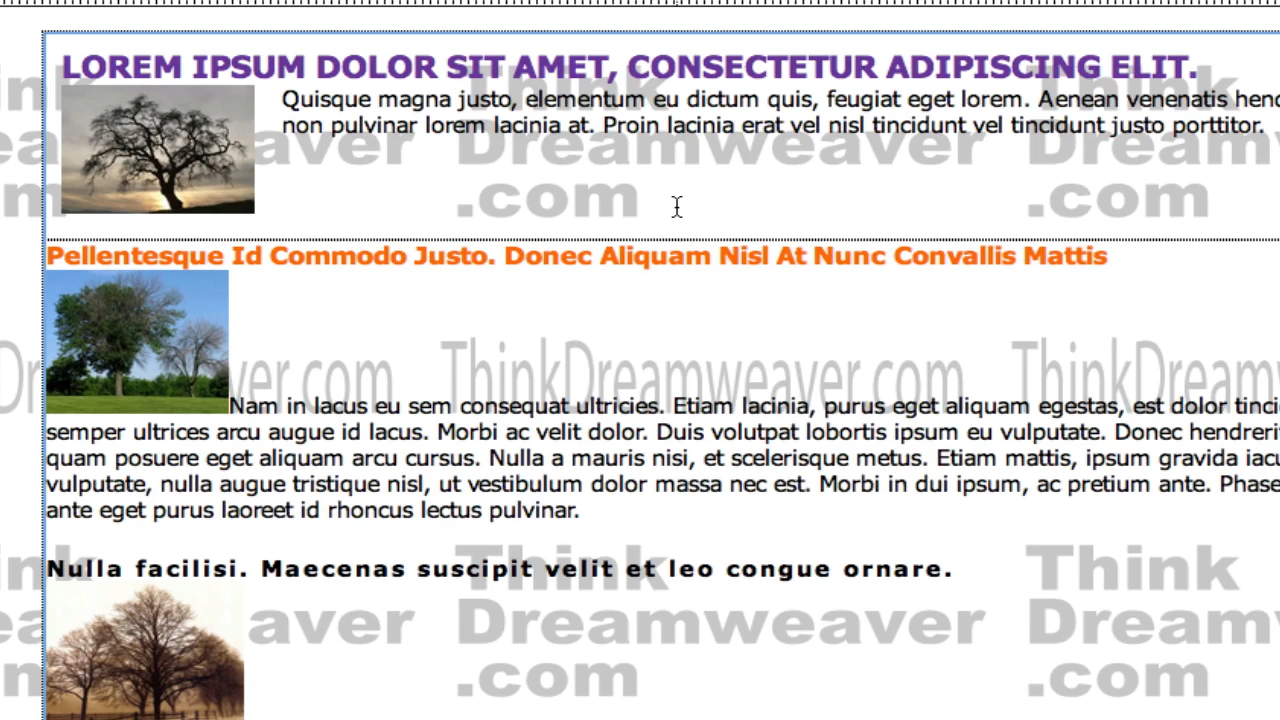 LOREM IPSUM DOLOR SIT AMET, CONSECTETUR ADIPISCING ELIT.
Quisque magna justo, elementum eu dictum quis, feugiat eget lorem. Aenean venenatis
non pulvinar lorem lacinia at. Proin lacinia erat vel nisl tincidunt vel tincidunt justo porttitor.
Pellentesque Id Commodo Justo. Donec Aliquam Nisl At Nunc Convallis Mattis
ThinkDreamweaver.com
Nam in lacus eu sem consequat ultricies. Etiam lacinia, purus eget aliquam egestas, est dolor
semper ultrices arcu augue id lacus. Morbi ac velit dolor. Duis volutpat lobortis ipsum eu vulputate. Donec
quam posuere eget aliquam arcu cursus. Nulla a mauris nisi, et scelerisque metus. Etiam mattis, ipsum gravida
vulputate, nulla augue tristique nisl, ut vestibulum dolor massa nec est. Morbi in dui ipsum, ac pretium ante.
ante eget purus laoreet id rhoncus lectus pulvinar.
Nulla facilisi. Maecenas suscipit velit et leo congue ornare.
Think
Dreamweaver
.com